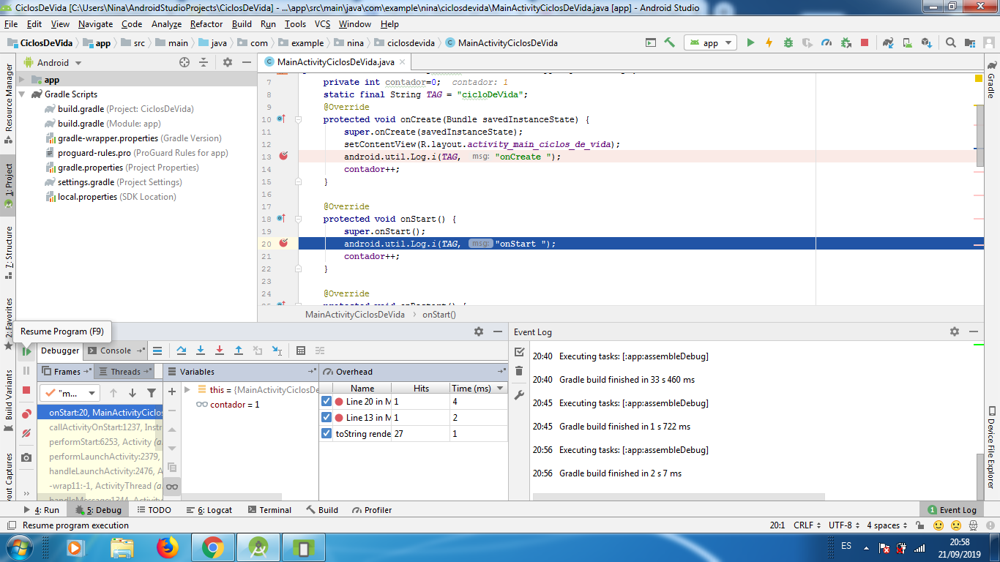 CiclosDeVida [C:\Users\Nina\AndroidStudioProjects\CiclosDeVida] - ...\app\src\main\java\com\example\nina\ciclosdevida\MainActivityCiclosDeVida.java [app] - Android Studio
File Edit View Navigate Code Analyze Refactor Build Run Tools VCS Window Help
CiclosDeVida app src main java com example nina ciclosdevida MainActivityCiclosDeVida app
Android MainActivityCiclosDeVida.java
Resource Manager
1: Project
7: Structure
2: Favorites
Build Variants
Gradle
Device File Explorer
app
Gradle Scripts
build.gradle (Project: CiclosDeVida)
build.gradle (Module: app)
gradle-wrapper.properties (Gradle Version)
proguard-rules.pro (ProGuard Rules for app)
gradle.properties (Project Properties)
settings.gradle (Project Settings)
local.properties (SDK Location)
7 private int contador=0; contador: 1
8 static final String TAG = "cicloDeVida";
9 @Override
10 protected void onCreate(Bundle savedInstanceState) {
11 super.onCreate(savedInstanceState);
12 setContentView(R.layout.activity_main_ciclos_de_vida);
13 android.util.Log.i(TAG, msg: "onCreate ");
14 contador++;
15 }
16
17 @Override
18 protected void onStart() {
19 super.onStart();
20 android.util.Log.i(TAG, msg: "onStart ");
21 contador++;
22 }
23
24 @Override
MainActivityCiclosDeVida › onStart()
Resume Program (F9)
Debugger Console
Frames Threads Variables Overhead
"m...
onStart:20, MainActivityCiclos
callActivityOnStart:1237, Instr
performStart:6253, Activity (a
performLaunchActivity:2379,
handleLaunchActivity:2476, A
-wrap11:-1, ActivityThread (a
this = {MainActivityCiclosDe
contador = 1
Name Hits Time (ms)
Line 20 in M 1 4
Line 13 in M 1 2
toString rende 27 1
Event Log
20:40 Executing tasks: [:app:assembleDebug]
20:40 Gradle build finished in 33 s 460 ms
20:45 Executing tasks: [:app:assembleDebug]
20:45 Gradle build finished in 1 s 722 ms
20:56 Executing tasks: [:app:assembleDebug]
20:56 Gradle build finished in 2 s 7 ms
4: Run 5: Debug TODO 6: Logcat Terminal Build Profiler 1 Event Log
Resume program execution 20:1 CRLF UTF-8 4 spaces
ES 20:58
21/09/2019